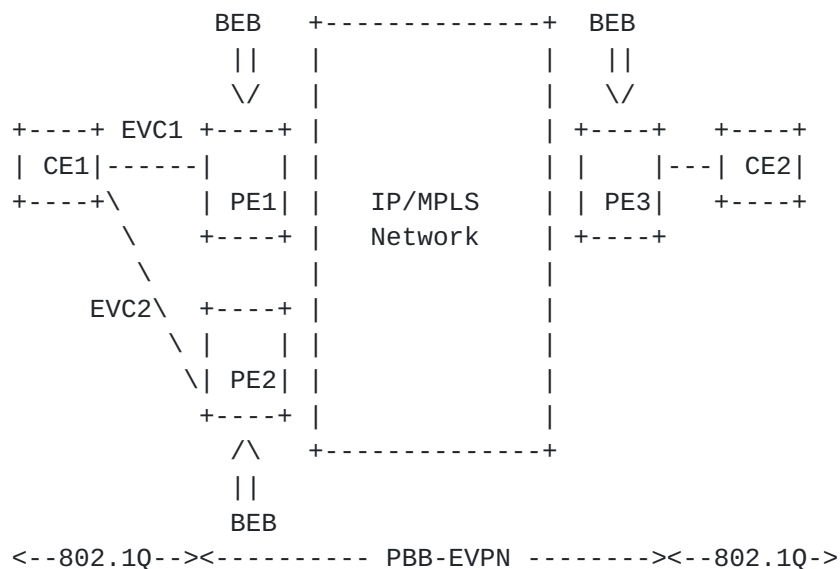 BEB BEB
EVC1
CE1 CE2
PE1 IP/MPLS PE3
Network
EVC2
PE2
BEB
<--802.1Q--><---------- PBB-EVPN --------><--802.1Q->